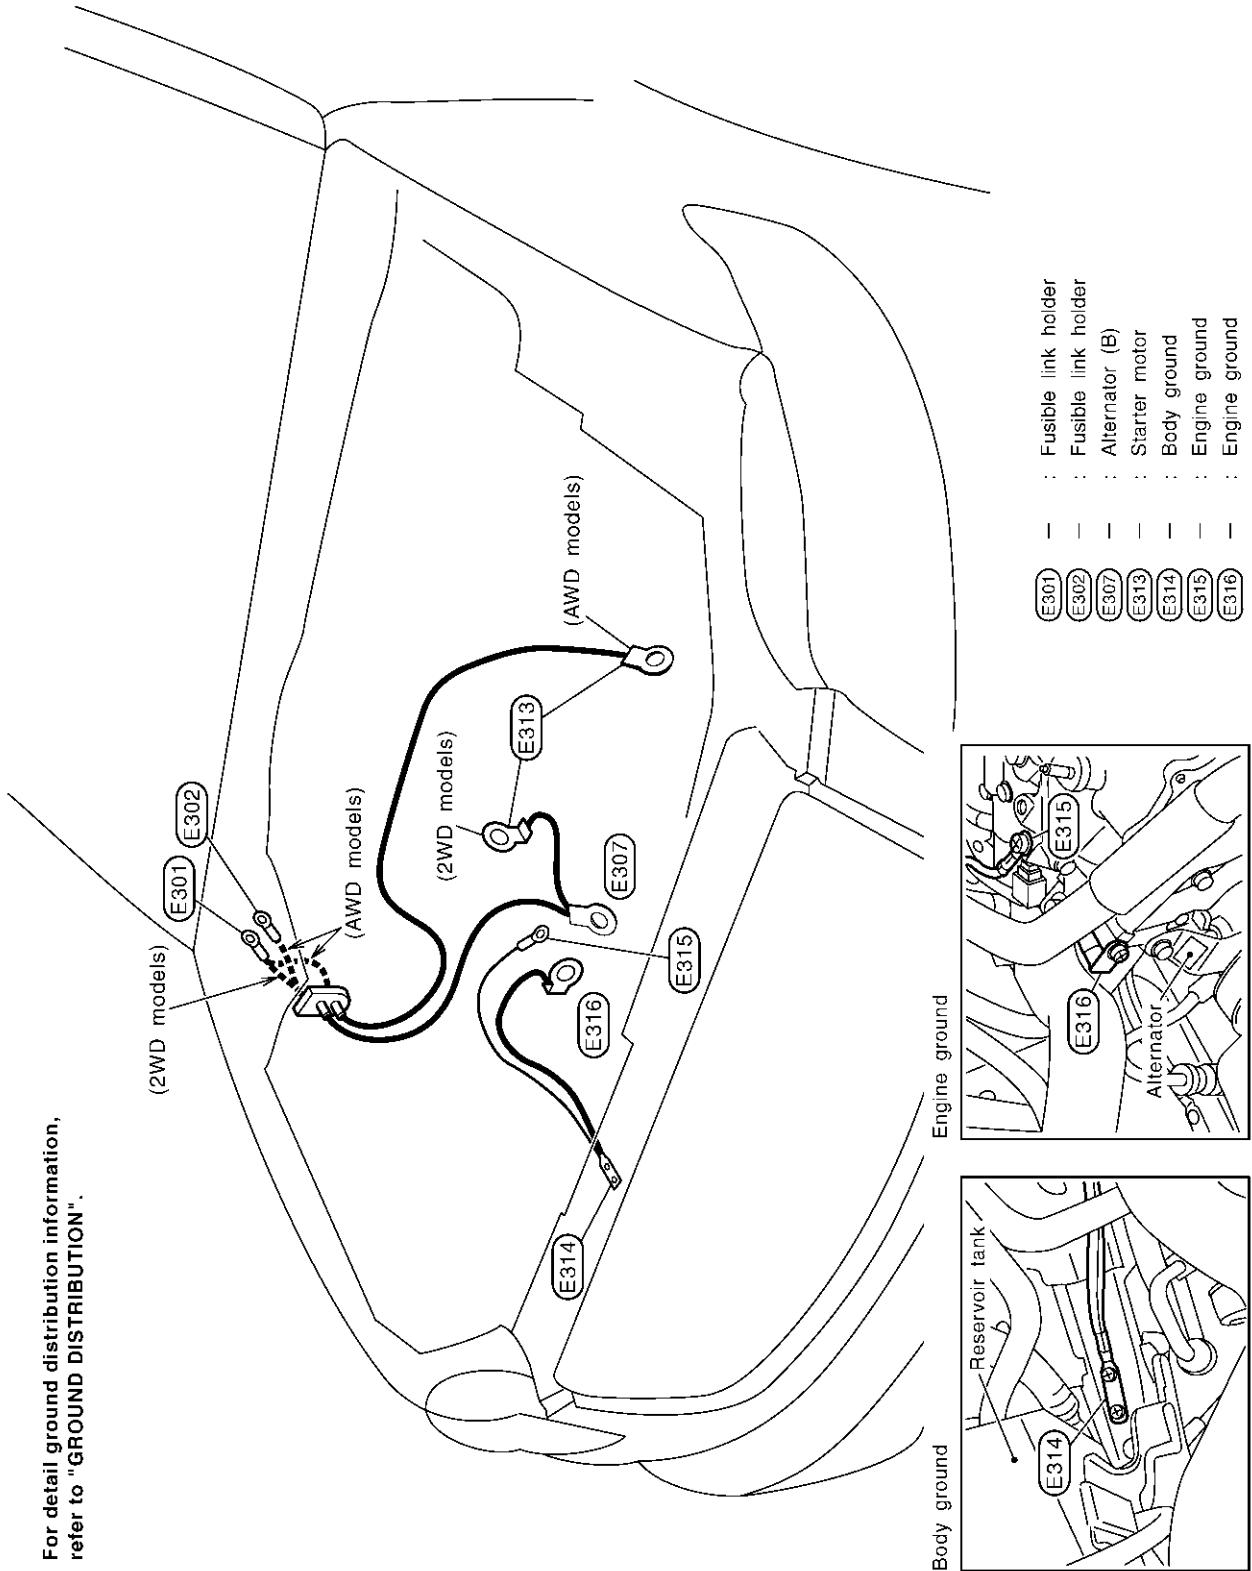 For detail ground distribution information,
refer to "GROUND DISTRIBUTION".
(2WD models)
E301
E302
(AWD models)
(2WD models)
E313
(AWD models)
E307
E315
E316
E314
Body ground
Reservoir tank
E314
Engine ground
E316
Alternator
E315
E301 – : Fusible link holder
E302 – : Fusible link holder
E307 – : Alternator (B)
E313 – : Starter motor
E314 – : Body ground
E315 – : Engine ground
E316 – : Engine ground